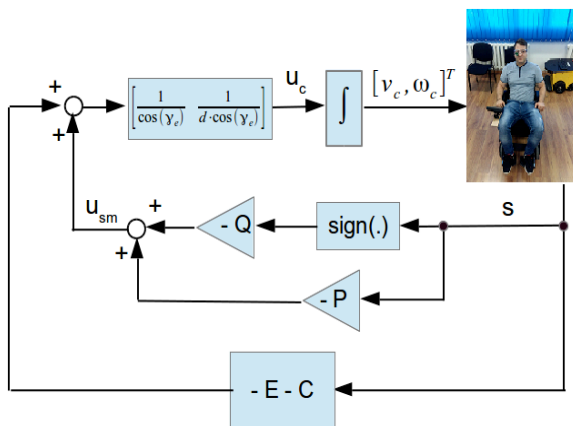 +
+
[1/cos(γe) 1/d·cos(γe)]
uc
∫
[vc, ωc]^T
usm
+
+
- Q
sign(.)
s
- P
- E - C